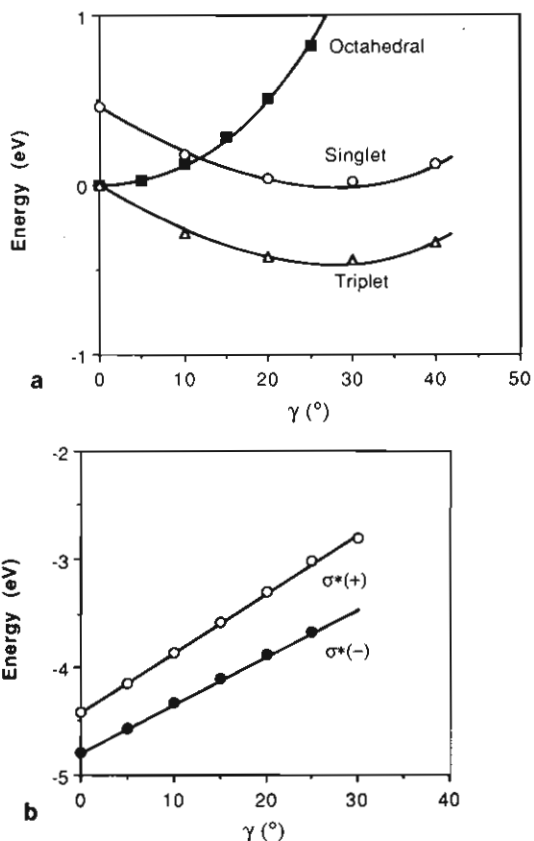 1
Octahedral
Energy (eV)
Singlet
0
Triplet
-1
0 10 20 30 40 50
a
γ (°)
-2
-3
σ*(+)
Energy (eV)
σ*(−)
-4
-5
0 10 20 30 40
b
γ (°)